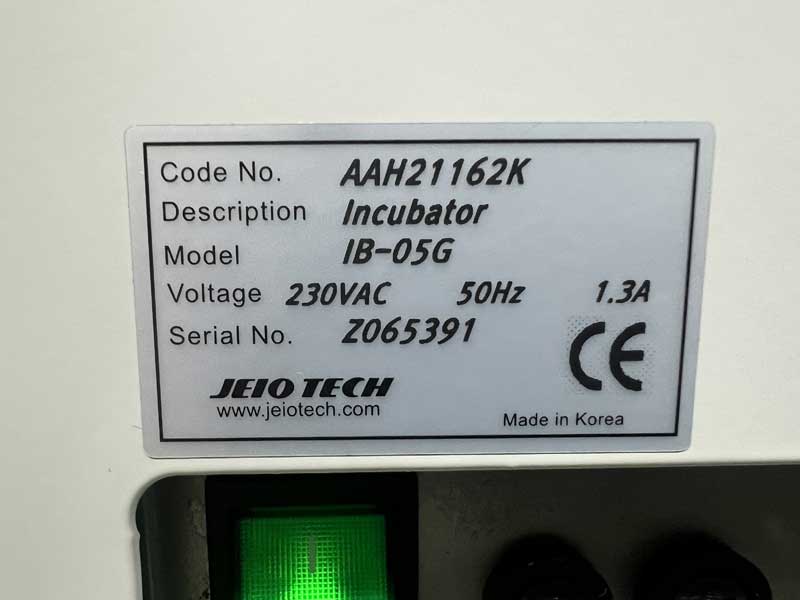 Code No. AAH21162K
Description Incubator
Model IB-05G
Voltage 230VAC 50Hz 1.3A
Serial No. Z065391
CE
JEIO TECH
www.jeiotech.com
Made in Korea